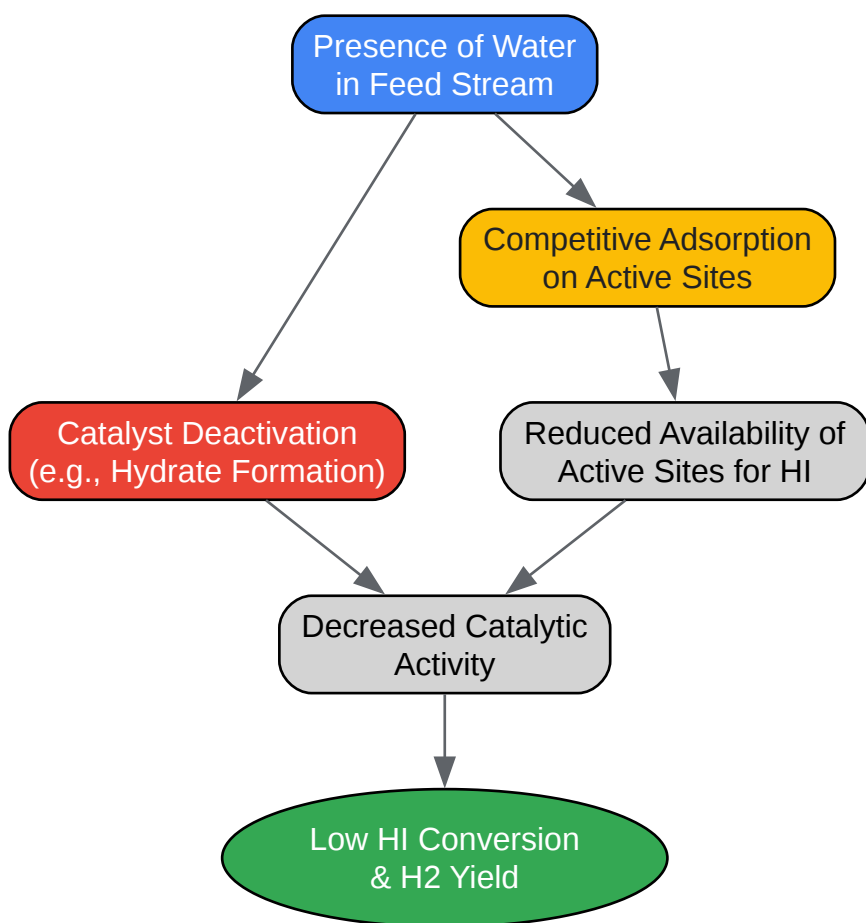 Presence of Water
in Feed Stream
Competitive Adsorption
on Active Sites
Catalyst Deactivation
(e.g., Hydrate Formation)
Reduced Availability of
Active Sites for HI
Decreased Catalytic
Activity
Low HI Conversion
& H2 Yield